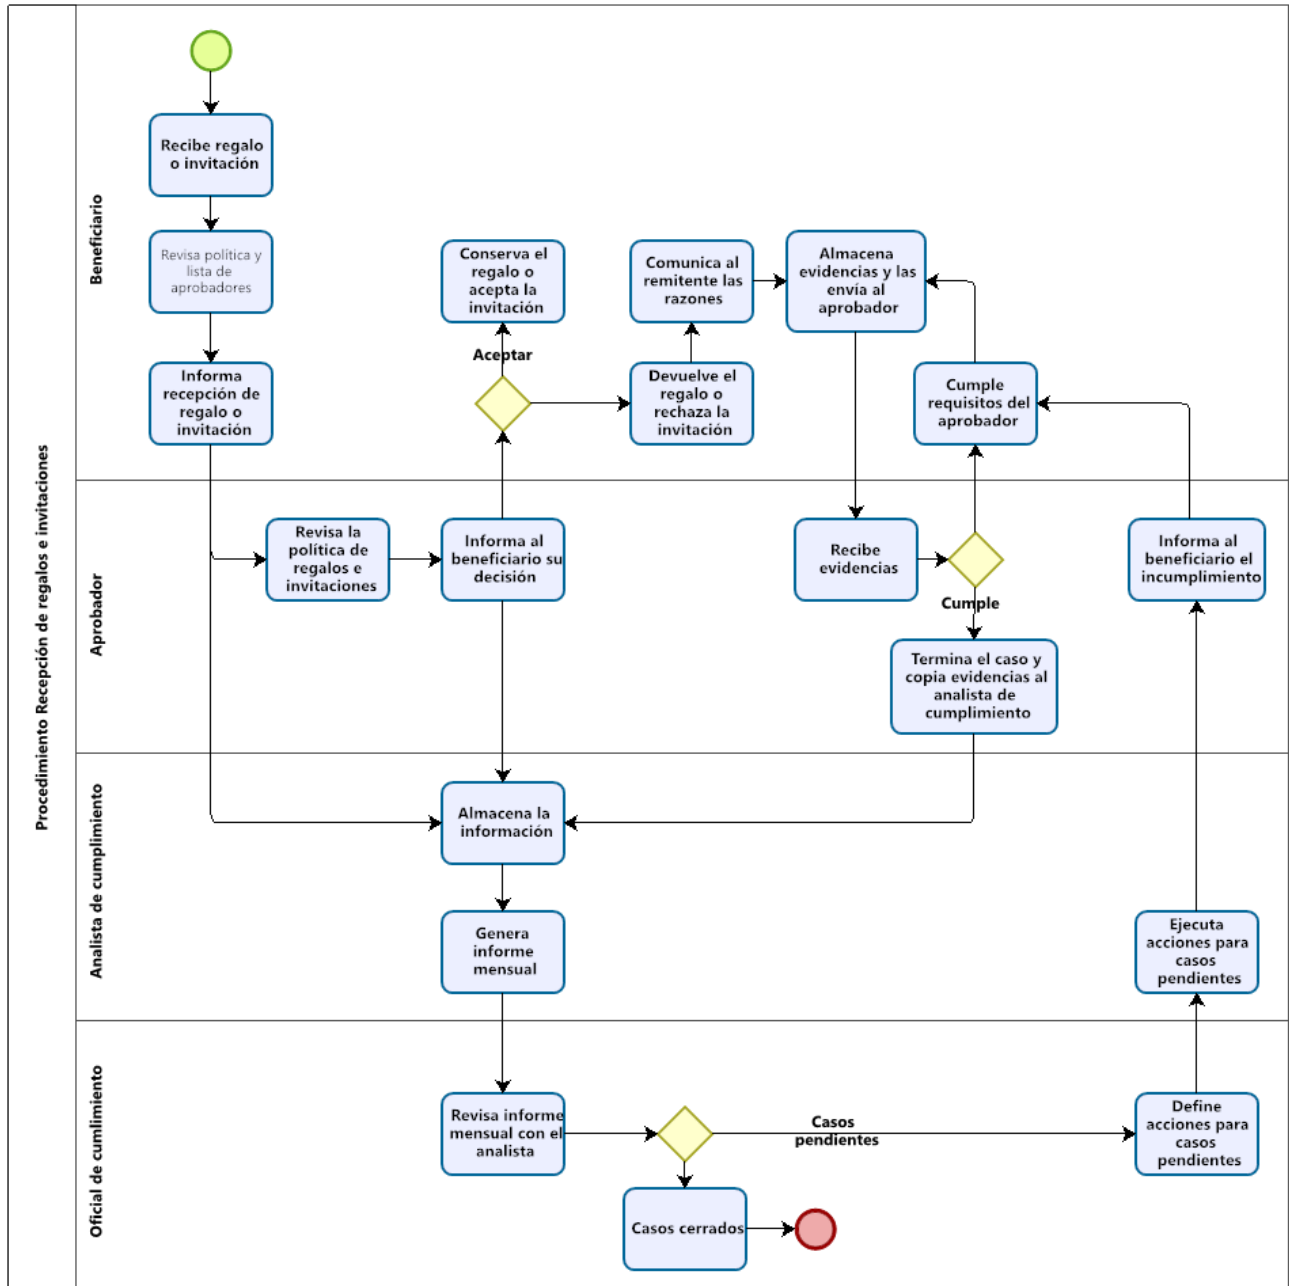 Procedimiento Recepción de regalos e invitaciones
Beneficiario
Recibe regalo
o invitación
Revisa política y
lista de
aprobadores
Informa
recepción de
regalo o
invitación
Conserva el
regalo o
acepta la
invitación
Aceptar
Comunica al
remitente las
razones
Devuelve el
regalo o
rechaza la
invitación
Almacena
evidencias y las
envía al
aprobador
Cumple
requisitos del
aprobador
Aprobador
Revisa la
política de
regalos e
invitaciones
Informa al
beneficiario su
decisión
Recibe
evidencias
Cumple
Termina el caso y
copia evidencias al
analista de
cumplimiento
Informa al
beneficiario el
incumplimiento
Analista de cumplimiento
Almacena la
información
Genera
informe
mensual
Ejecuta
acciones para
casos
pendientes
Oficial de cumlimiento
Revisa informe
mensual con el
analista
Casos
pendientes
Define
acciones para
casos
pendientes
Casos cerrados